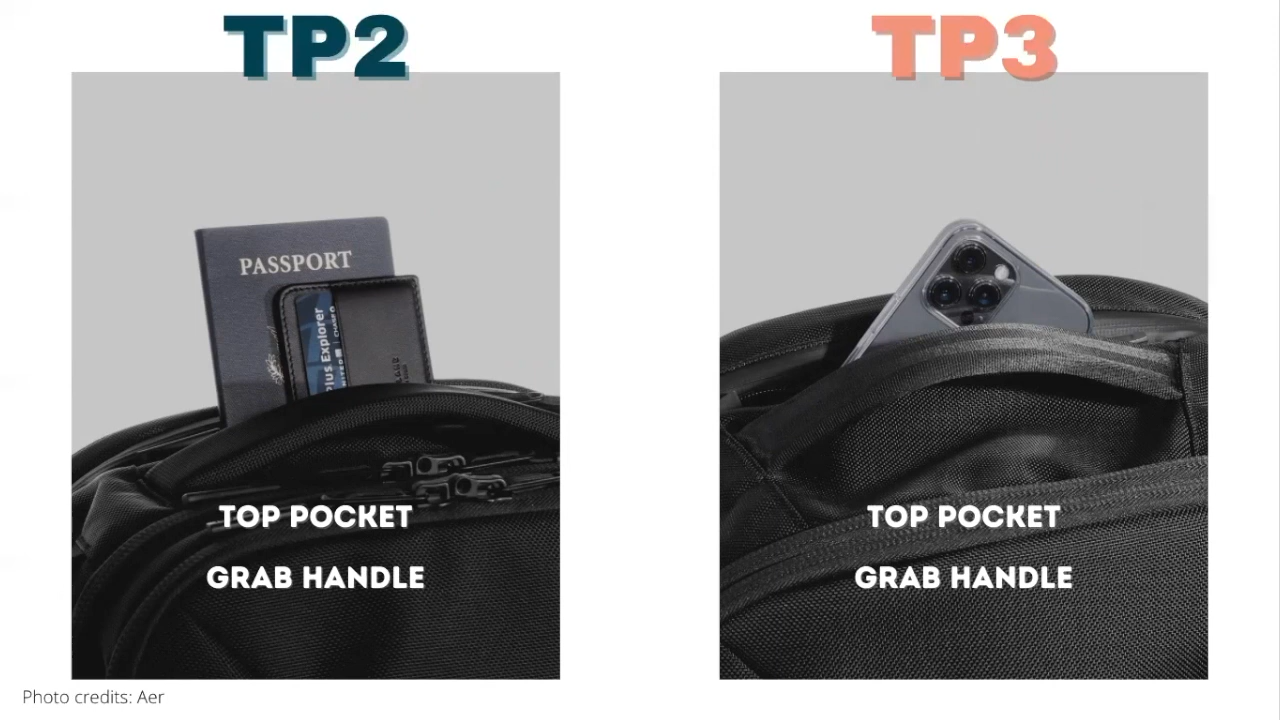 TP2
TP3
PASSPORT
Plus Explorer
TOP POCKET
GRAB HANDLE
TOP POCKET
GRAB HANDLE
Photo credits: Aer